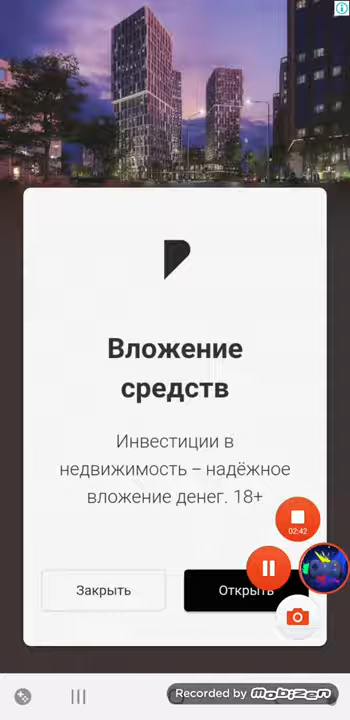 Вложение
средств
Инвестиции в
недвижимость – надёжное
вложение денег. 18+
02:42
Закрыть
Открыть
Recorded by MOBIZEN